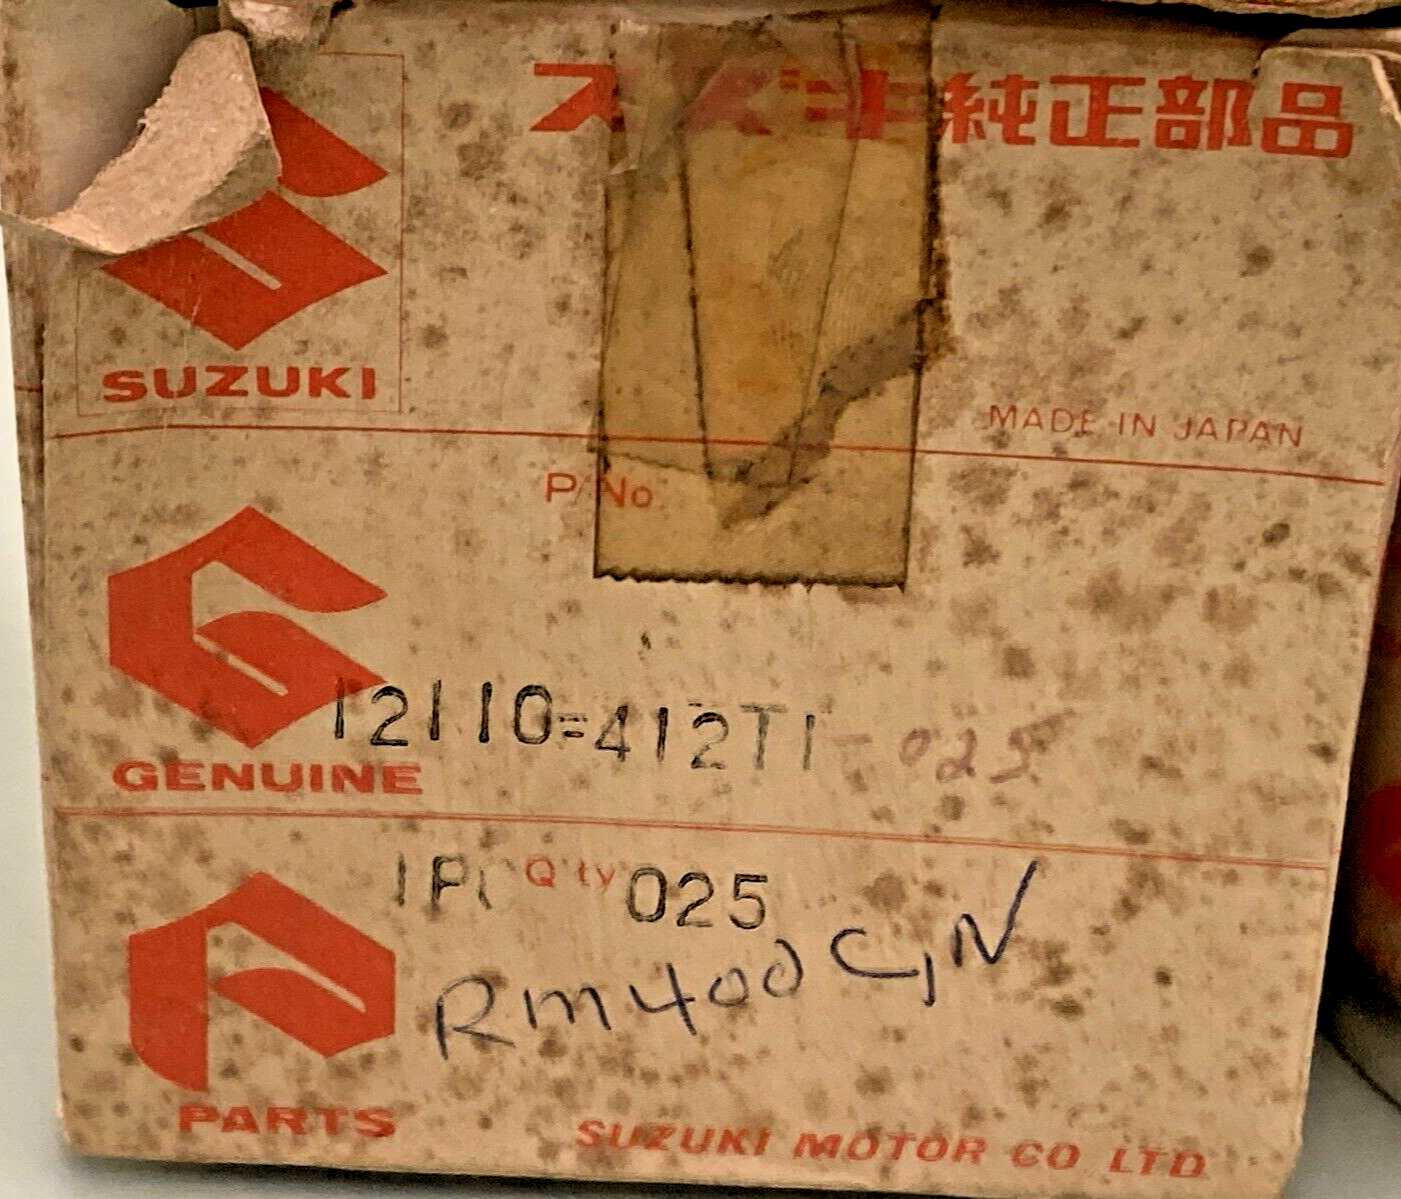 スズキ純正部品
SUZUKI
MADE IN JAPAN
P/No.
12110=412T1-025
GENUINE
1P Q'ty 025
RM400 C,N
PARTS
SUZUKI MOTOR CO LTD